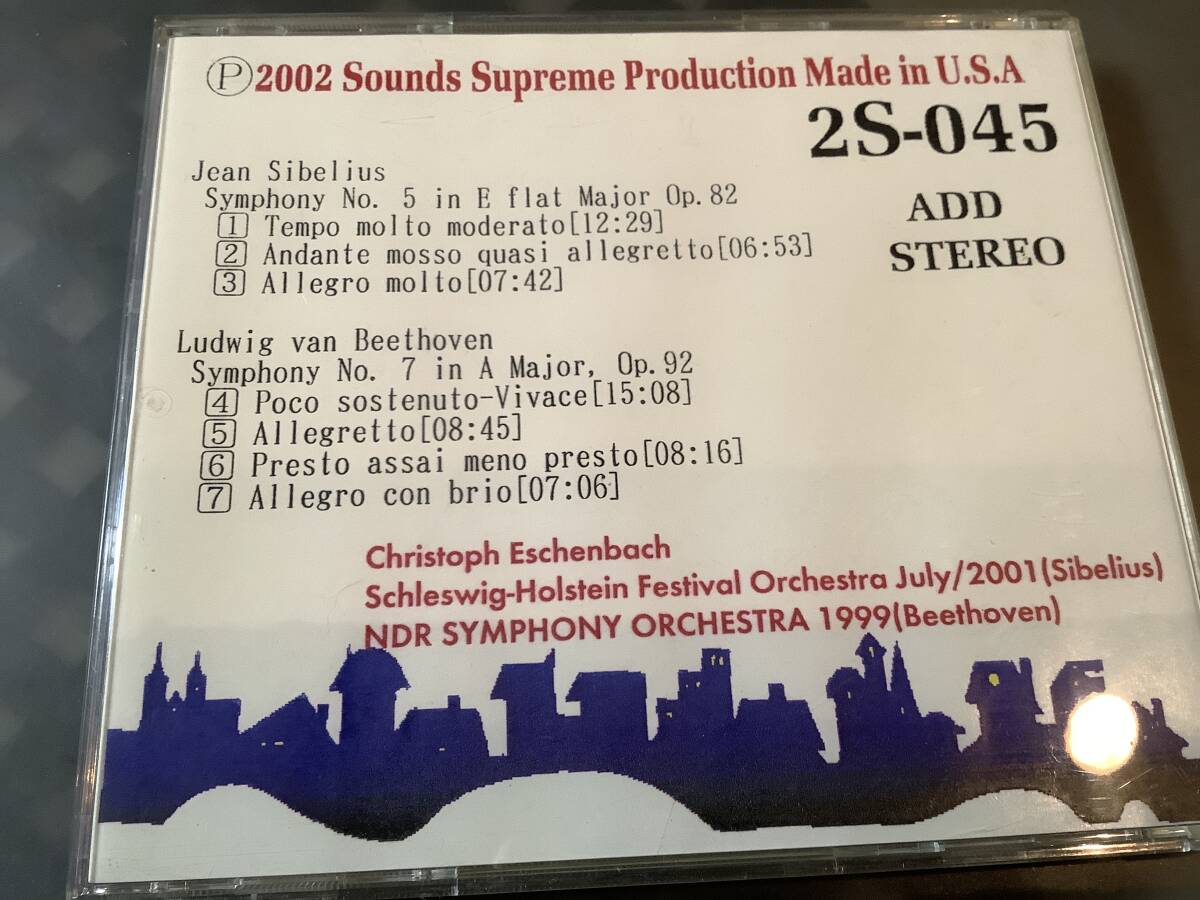 Ⓟ2002 Sounds Supreme Production Made in U.S.A
2S-045
ADD
STEREO
Jean Sibelius
Symphony No. 5 in E flat Major Op.82
1 Tempo molto moderato[12:29]
2 Andante mosso quasi allegretto[06:53]
3 Allegro molto[07:42]
Ludwig van Beethoven
Symphony No. 7 in A Major, Op.92
4 Poco sostenuto-Vivace[15:08]
5 Allegretto[08:45]
6 Presto assai meno presto[08:16]
7 Allegro con brio[07:06]
Christoph Eschenbach
Schleswig-Holstein Festival Orchestra July/2001(Sibelius)
NDR SYMPHONY ORCHESTRA 1999(Beethoven)